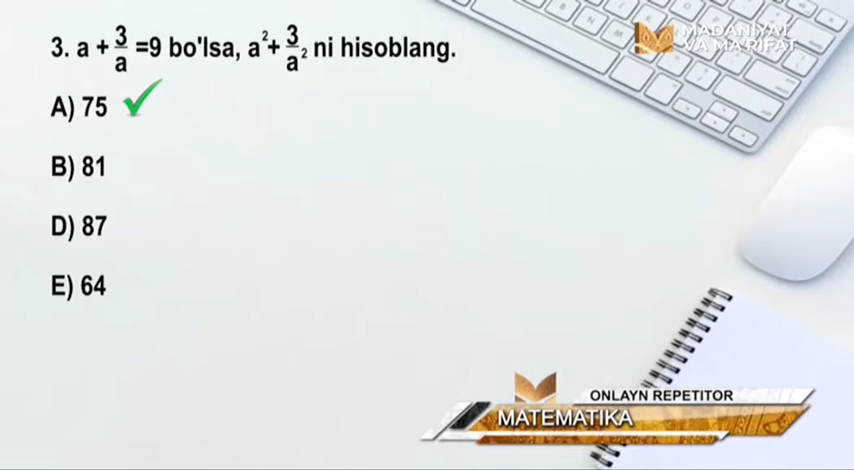 3. a + 3/a =9 bo'lsa, a²+ 3/a₂ ni hisoblang.
MADANIYAT
VA MA'RIFAT
A) 75 ✓
B) 81
D) 87
E) 64
ONLAYN REPETITOR
MATEMATIKA